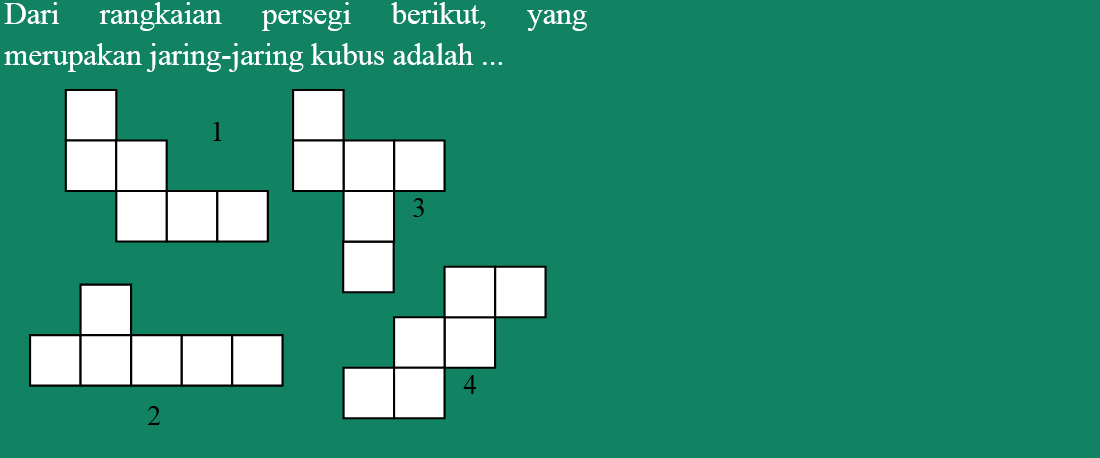 Dari rangkaian persegi berikut, yang
merupakan jaring-jaring kubus adalah ...
1
3
4
2